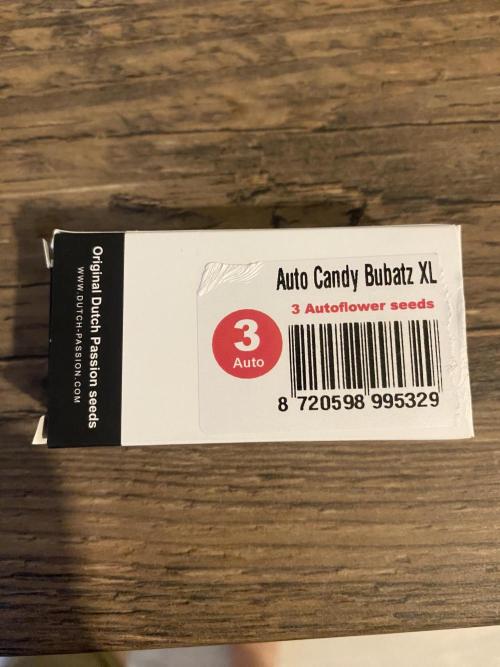 Original Dutch Passion seeds
WWW.DUTCH-PASSION.COM
Auto Candy Bubatz XL
3 Autoflower seeds
3
Auto
8 720598 995329